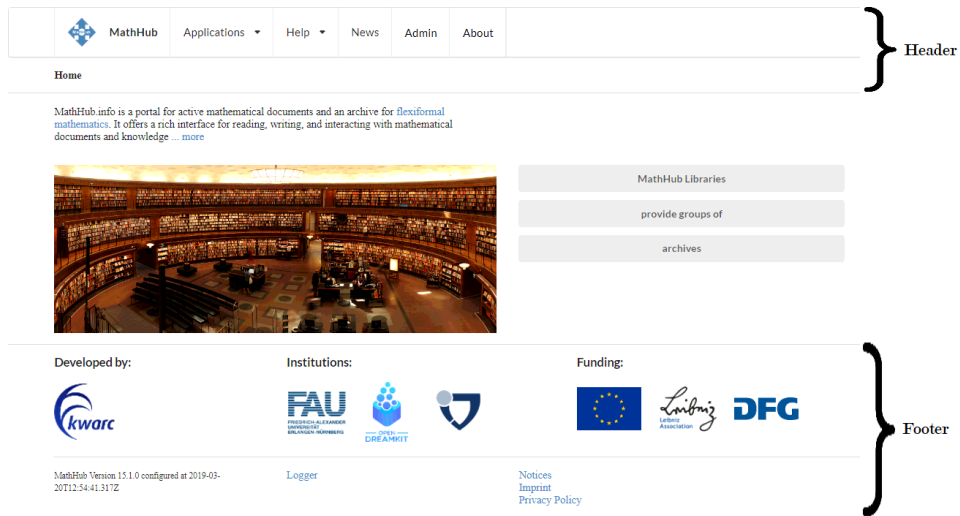 MathHub Applications Help News Admin About
Header
Home
MathHub.info is a portal for active mathematical documents and an archive for flexiformal
mathematics. It offers a rich interface for reading, writing, and interacting with mathematical
documents and knowledge ... more
MathHub Libraries
provide groups of
archives
Developed by:
Institutions:
Funding:
kwarc
FAU
FRIEDRICH-ALEXANDER
UNIVERSITÄT
ERLANGEN-NÜRNBERG
OPEN
DREAMKIT
Leibniz
Leibniz
Association
DFG
Footer
MathHub Version 15.1.0 configured at 2019-03-
20T12:54:41.317Z
Logger
Notices
Imprint
Privacy Policy